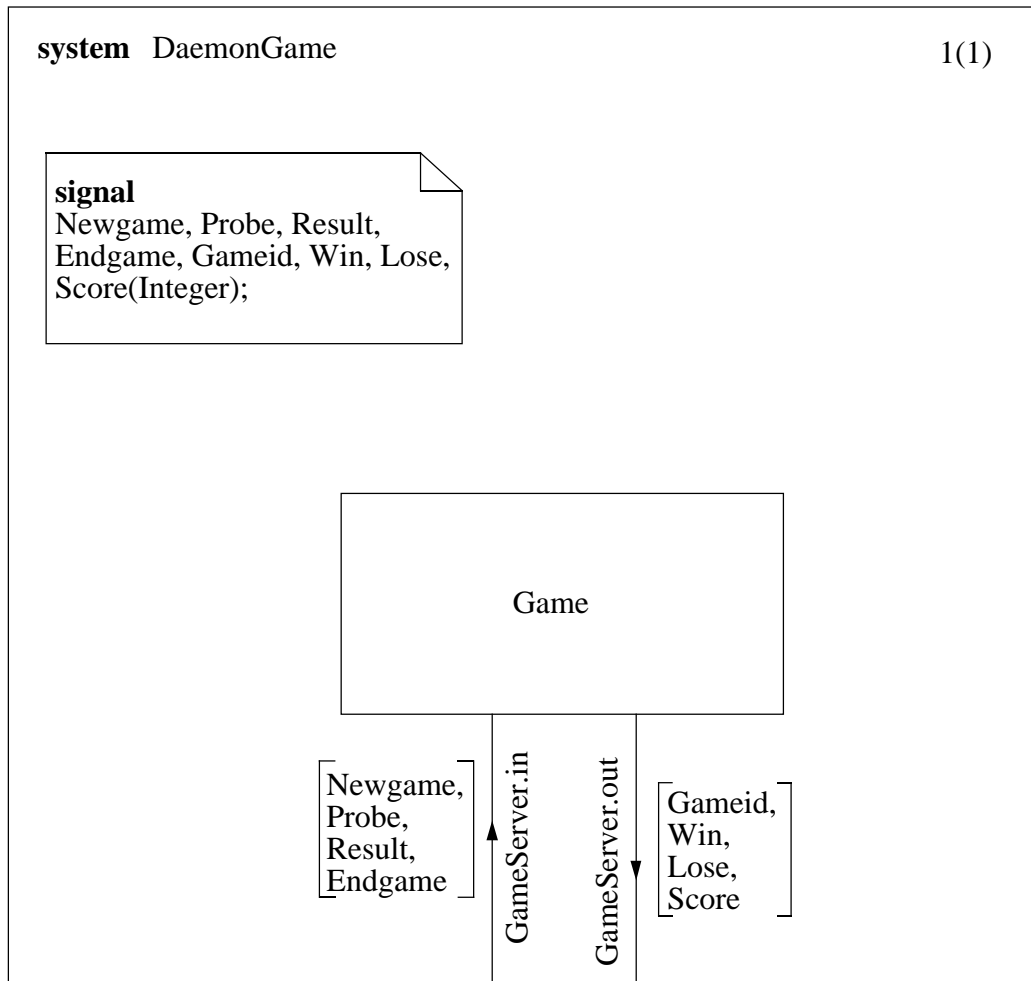 system DaemonGame
1(1)
signal
Newgame, Probe, Result,
Endgame, Gameid, Win, Lose,
Score(Integer);
Game
Newgame,
Probe,
Result,
Endgame
GameServer.in
GameServer.out
Gameid,
Win,
Lose,
Score